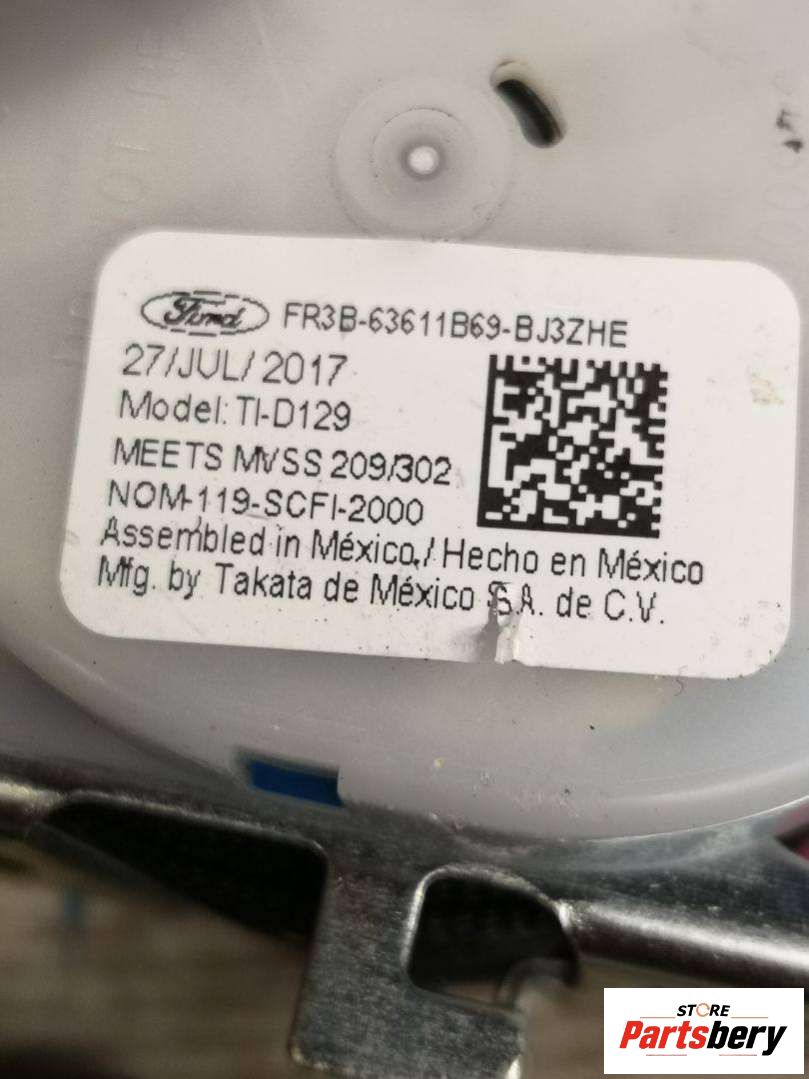 Ford FR3B-63611B69-BJ3ZHE
27/JUL/2017
Model: TI-D129
MEETS MVSS 209/302
NOM-119-SCFI-2000
Assembled in México./Hecho en México
Mfg. by Takata de México S.A. de C.V.
STORE
Partsbery